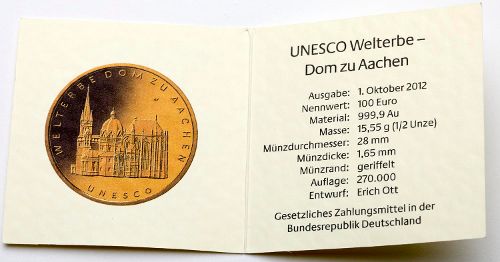 WELTERBE DOM ZU AACHEN
UNESCO
UNESCO Welterbe –
Dom zu Aachen
Ausgabe: 1. Oktober 2012
Nennwert: 100 Euro
Material: 999,9 Au
Masse: 15,55 g (1/2 Unze)
Münzdurchmesser: 28 mm
Münzdicke: 1,65 mm
Münzrand: geriffelt
Auflage: 270.000
Entwurf: Erich Ott
Gesetzliches Zahlungsmittel in der
Bundesrepublik Deutschland